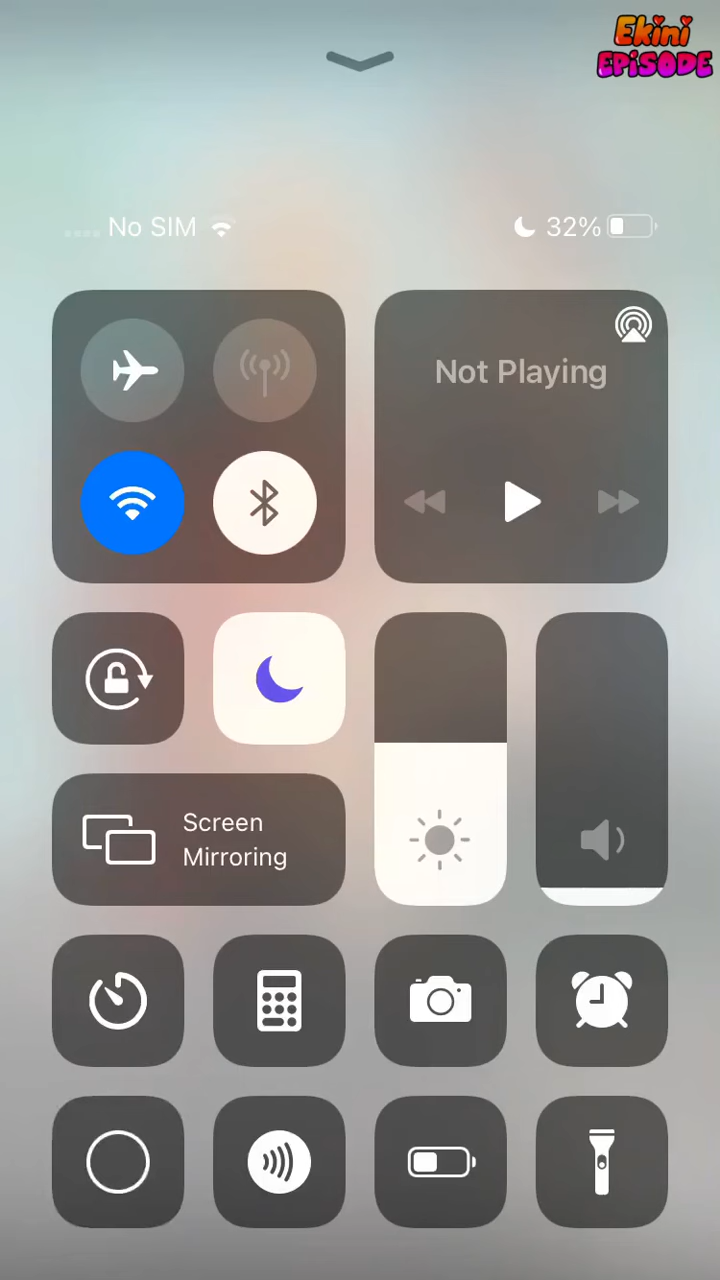 Ekini
EPiSODE
No SIM
32%
Not Playing
Screen
Mirroring